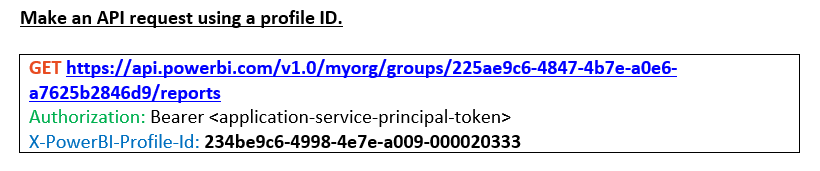 Make an API request using a profile ID.
GET https://api.powerbi.com/v1.0/myorg/groups/225ae9c6-4847-4b7e-a0e6-
a7625b2846d9/reports
Authorization: Bearer <application-service-principal-token>
X-PowerBI-Profile-Id: 234be9c6-4998-4e7e-a009-000020333